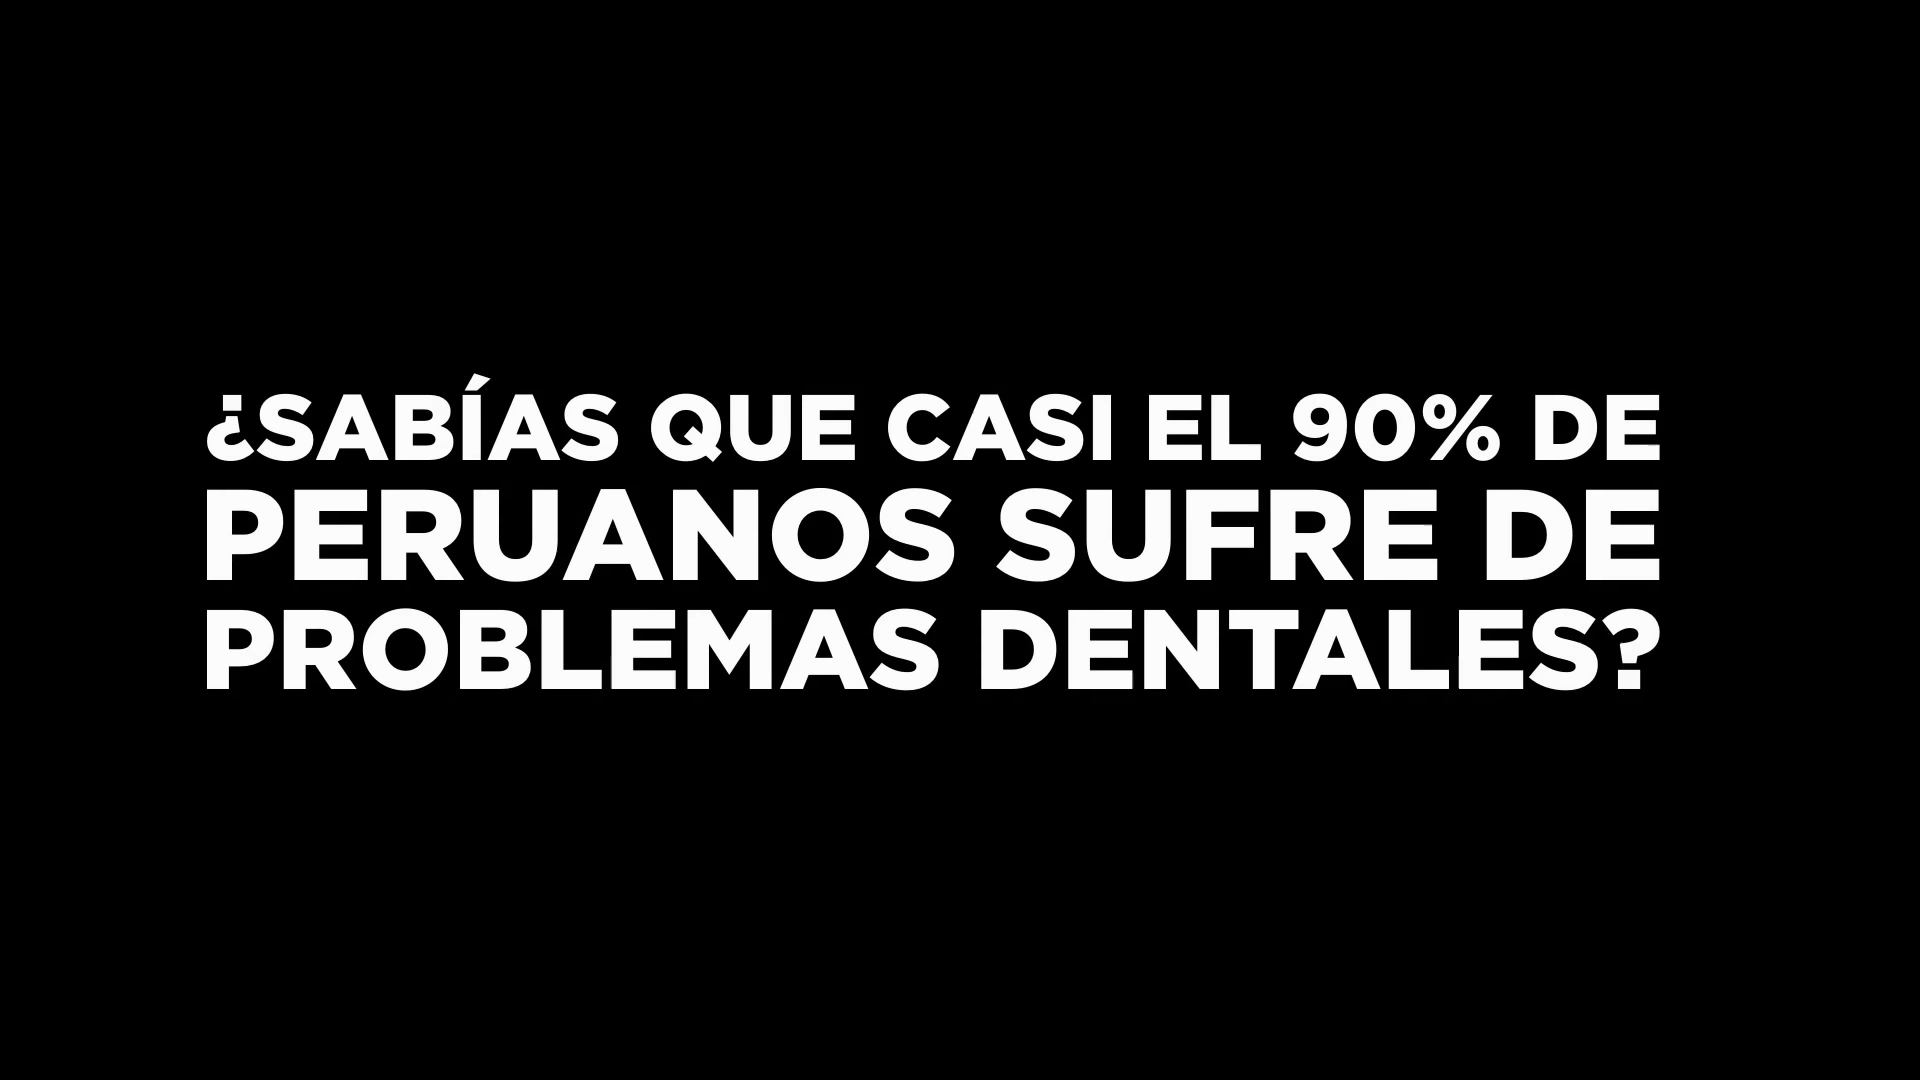 ¿SABÍAS QUE CASI EL 90% DE
PERUANOS SUFRE DE
PROBLEMAS DENTALES?